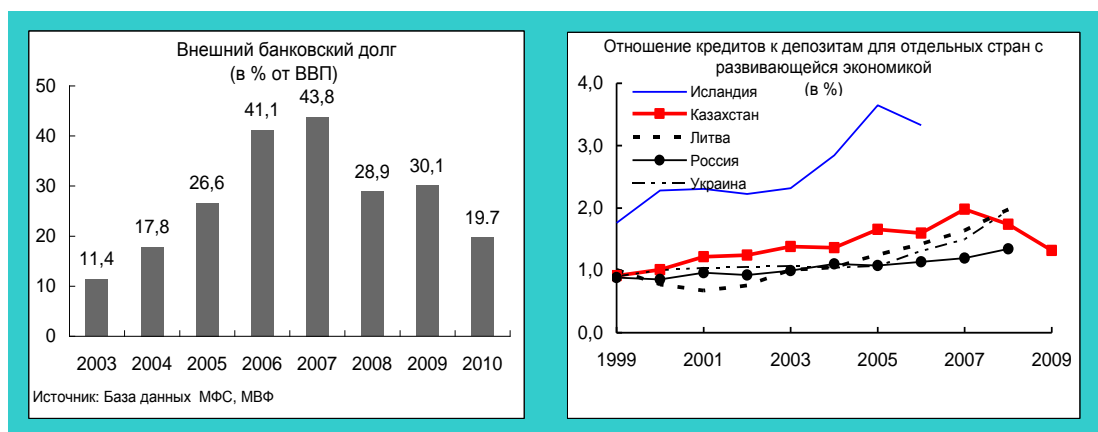 Внешний банковский долг
(в % от ВВП)
50
40
30
20
10
0
11,4
17,8
26,6
41,1
43,8
28,9
30,1
19.7
2003 2004 2005 2006 2007 2008 2009 2010
Источник: База данных МФС, МВФ
Отношение кредитов к депозитам для отдельных стран с
развивающейся экономикой
(в %)
4,0
3,0
2,0
1,0
0,0
Исландия
Казахстан
Литва
Россия
Украина
1999 2001 2003 2005 2007 2009